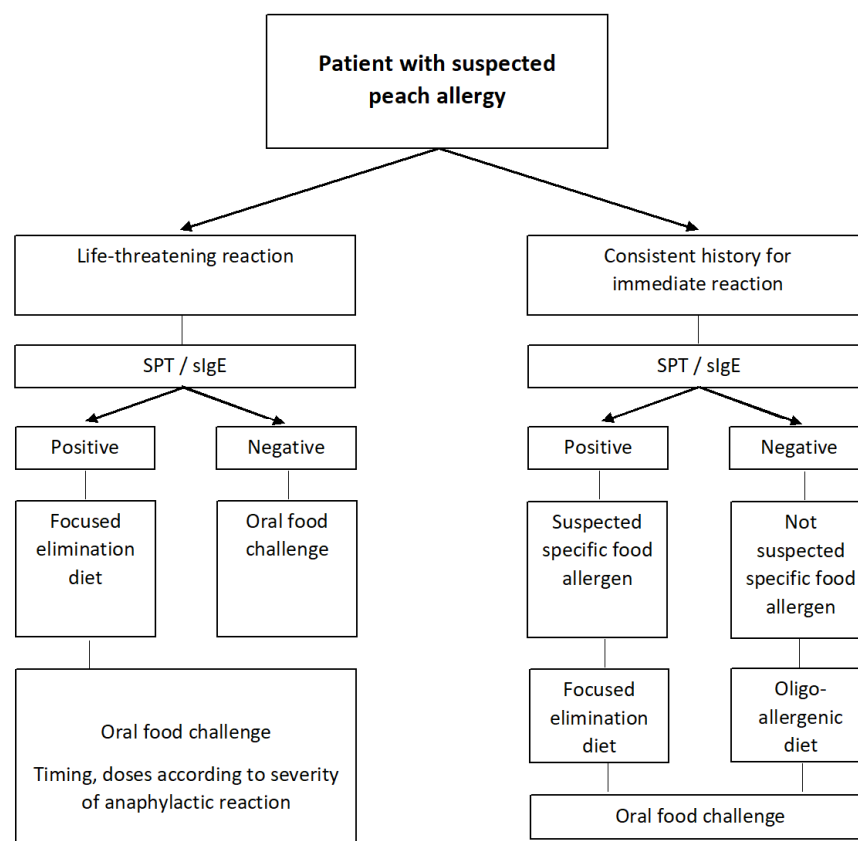 Patient with suspected
peach allergy
Life-threatening reaction
Consistent history for
immediate reaction
SPT / sIgE
SPT / sIgE
Positive
Negative
Positive
Negative
Focused
elimination
diet
Oral food
challenge
Suspected
specific food
allergen
Not
suspected
specific food
allergen
Oral food challenge
Timing, doses according to severity
of anaphylactic reaction
Focused
elimination
diet
Oligo-
allergenic
diet
Oral food challenge